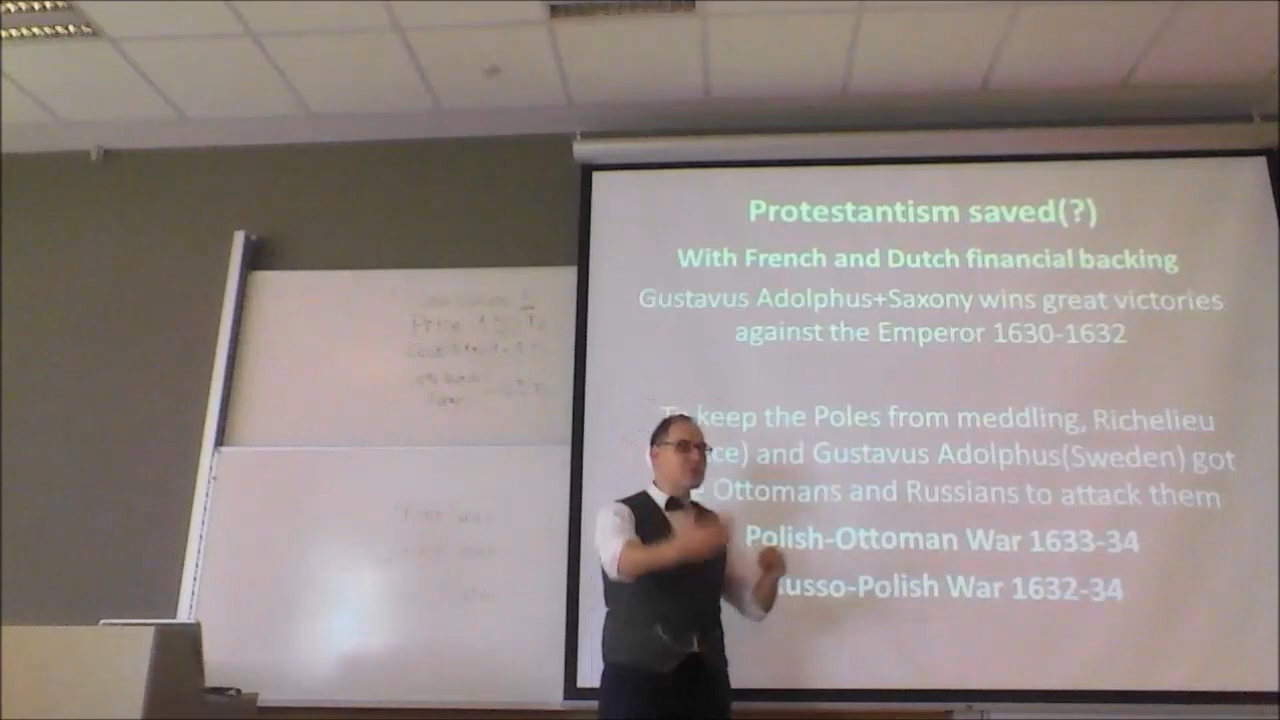 Protestantism saved(?)
With French and Dutch financial backing
Gustavus Adolphus+Saxony wins great victories
against the Emperor 1630-1632
keep the Poles from meddling, Richelieu
and Gustavus Adolphus(Sweden) got
Ottomans and Russians to attack them
Polish-Ottoman War 1633-34
usso-Polish War 1632-34